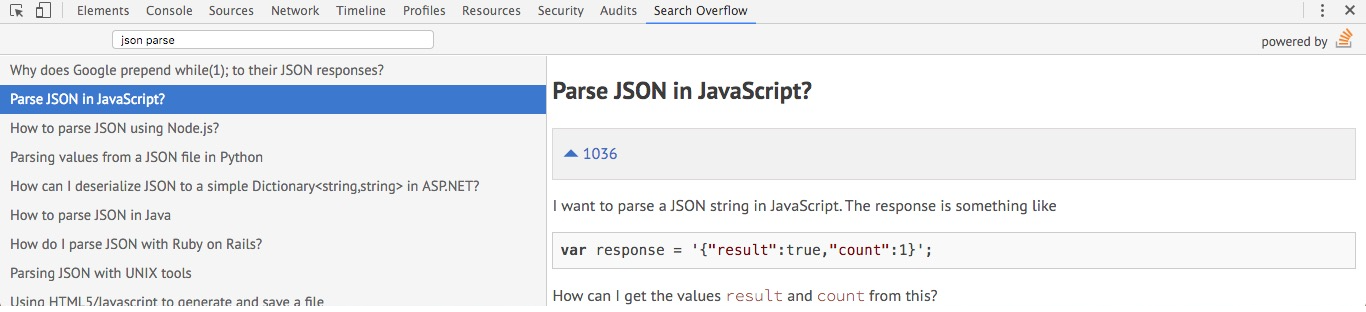 Elements Console Sources Network Timeline Profiles Resources Security Audits Search Overflow
json parse
powered by
Why does Google prepend while(1); to their JSON responses?
Parse JSON in JavaScript?
How to parse JSON using Node.js?
Parsing values from a JSON file in Python
How can I deserialize JSON to a simple Dictionary<string,string> in ASP.NET?
How to parse JSON in Java
How do I parse JSON with Ruby on Rails?
Parsing JSON with UNIX tools
Using HTML5/Javascript to generate and save a file
Parse JSON in JavaScript?
1036
I want to parse a JSON string in JavaScript. The response is something like
var response = '{"result":true,"count":1}';
How can I get the values result and count from this?